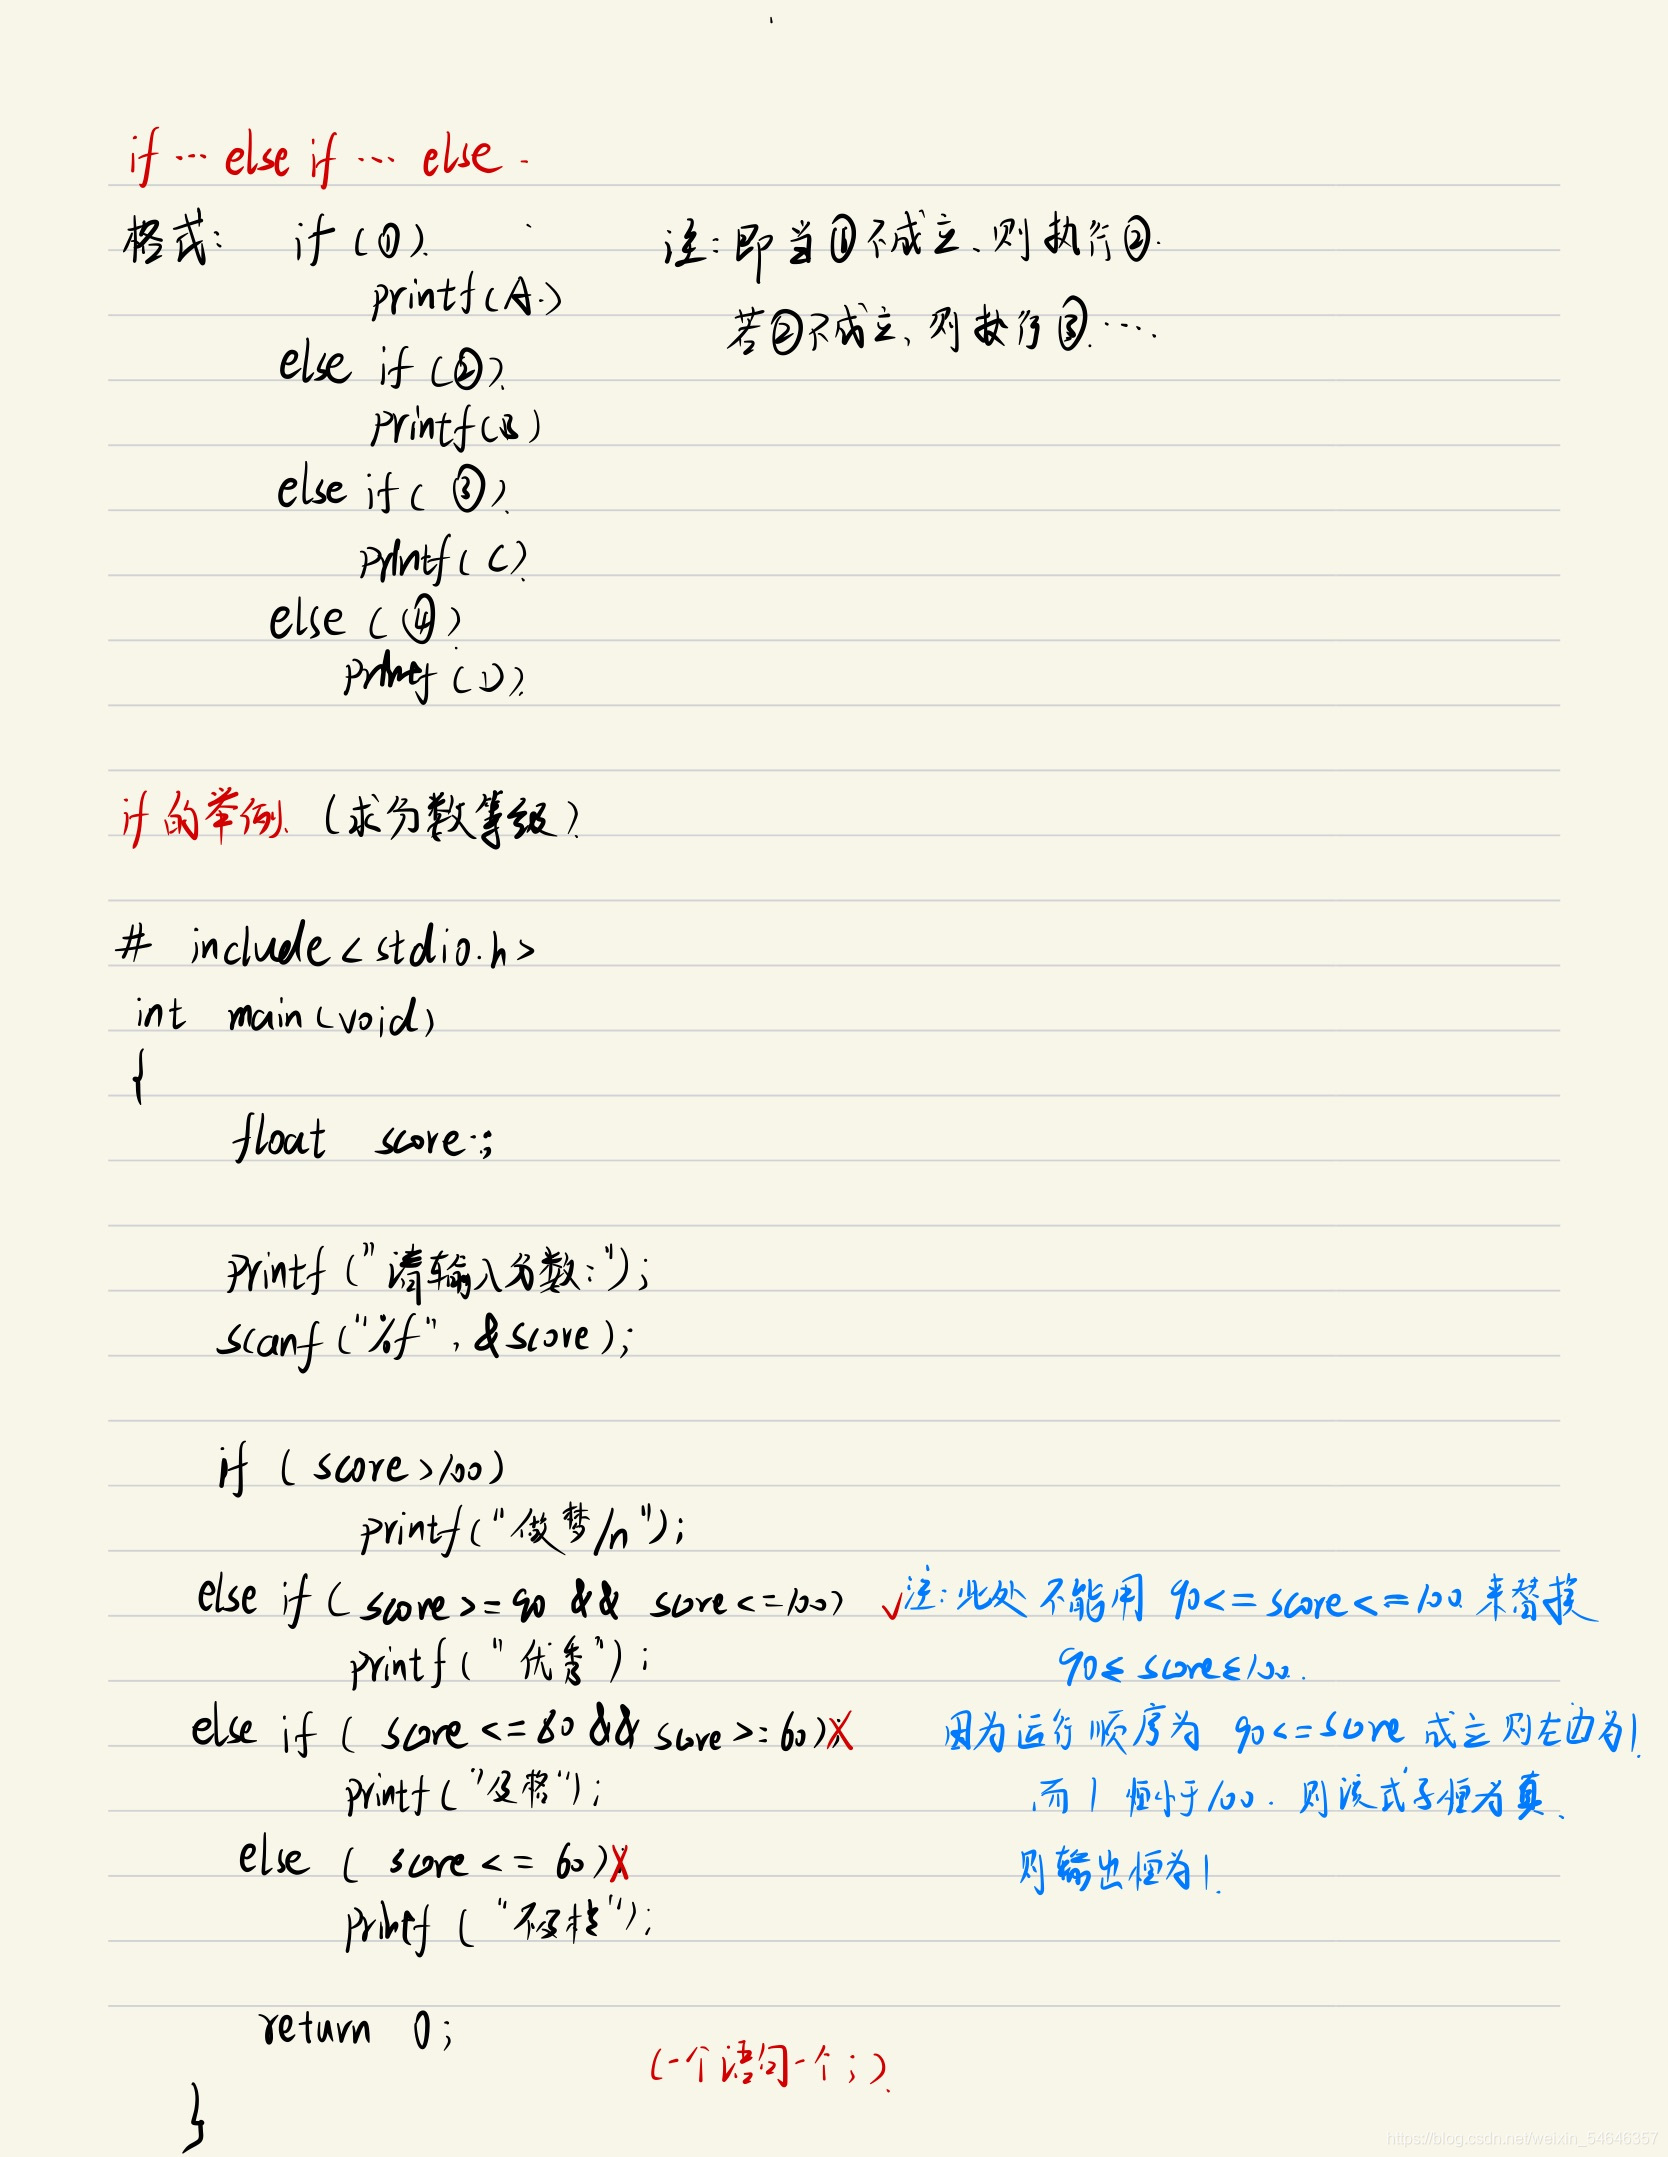 if … else if … else.
格式: if (①).
注: 即当①不成立、则执行②.
printf(A.)
若②不成立、则执行③.….
else if (②).
printf(B)
else if ( ③).
printf( C).
else ( ④)
printf (D).
if 的举例. (求分数等级).
# include < stdio.h >
int main (void)
{
float score;
printf ("请输入分数:");
scanf ("%f", &score);
if ( score >100)
printf("做梦/n");
else if ( score >= 90 && score <=100) ✓注: 此处 不能用 90<= score <=100 来替换
printf ( "优秀");
90≤ score ≤100.
else if ( score <= 80 && score >= 60);X
因为运行顺序为 90<=score 成立则左边为1.
printf ( "及格");
而 1 恒小于100. 则该式子恒为真.
else ( score <= 60);X
则输出恒为1.
printf ( "不及格");
return 0;
(一个语句一个;).
}
https://blog.csdn.net/weixin_54646357